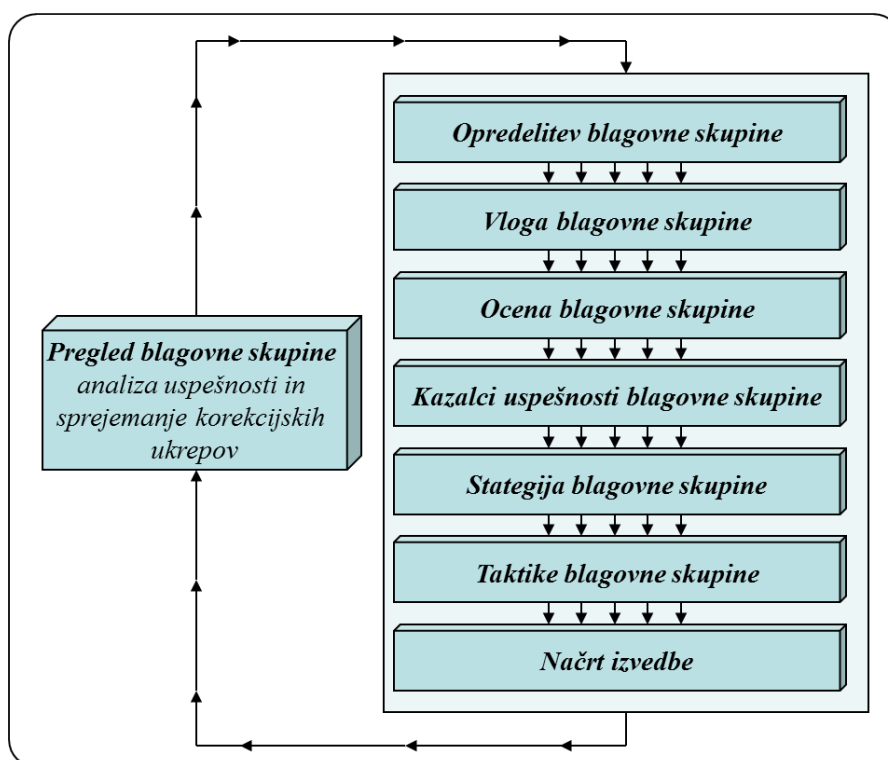 Opredelitev blagovne skupine
Vloga blagovne skupine
Ocena blagovne skupine
Kazalci uspešnosti blagovne skupine
Stategija blagovne skupine
Taktike blagovne skupine
Načrt izvedbe
Pregled blagovne skupine
analiza uspešnosti in
sprejemanje korekcijskih
ukrepov